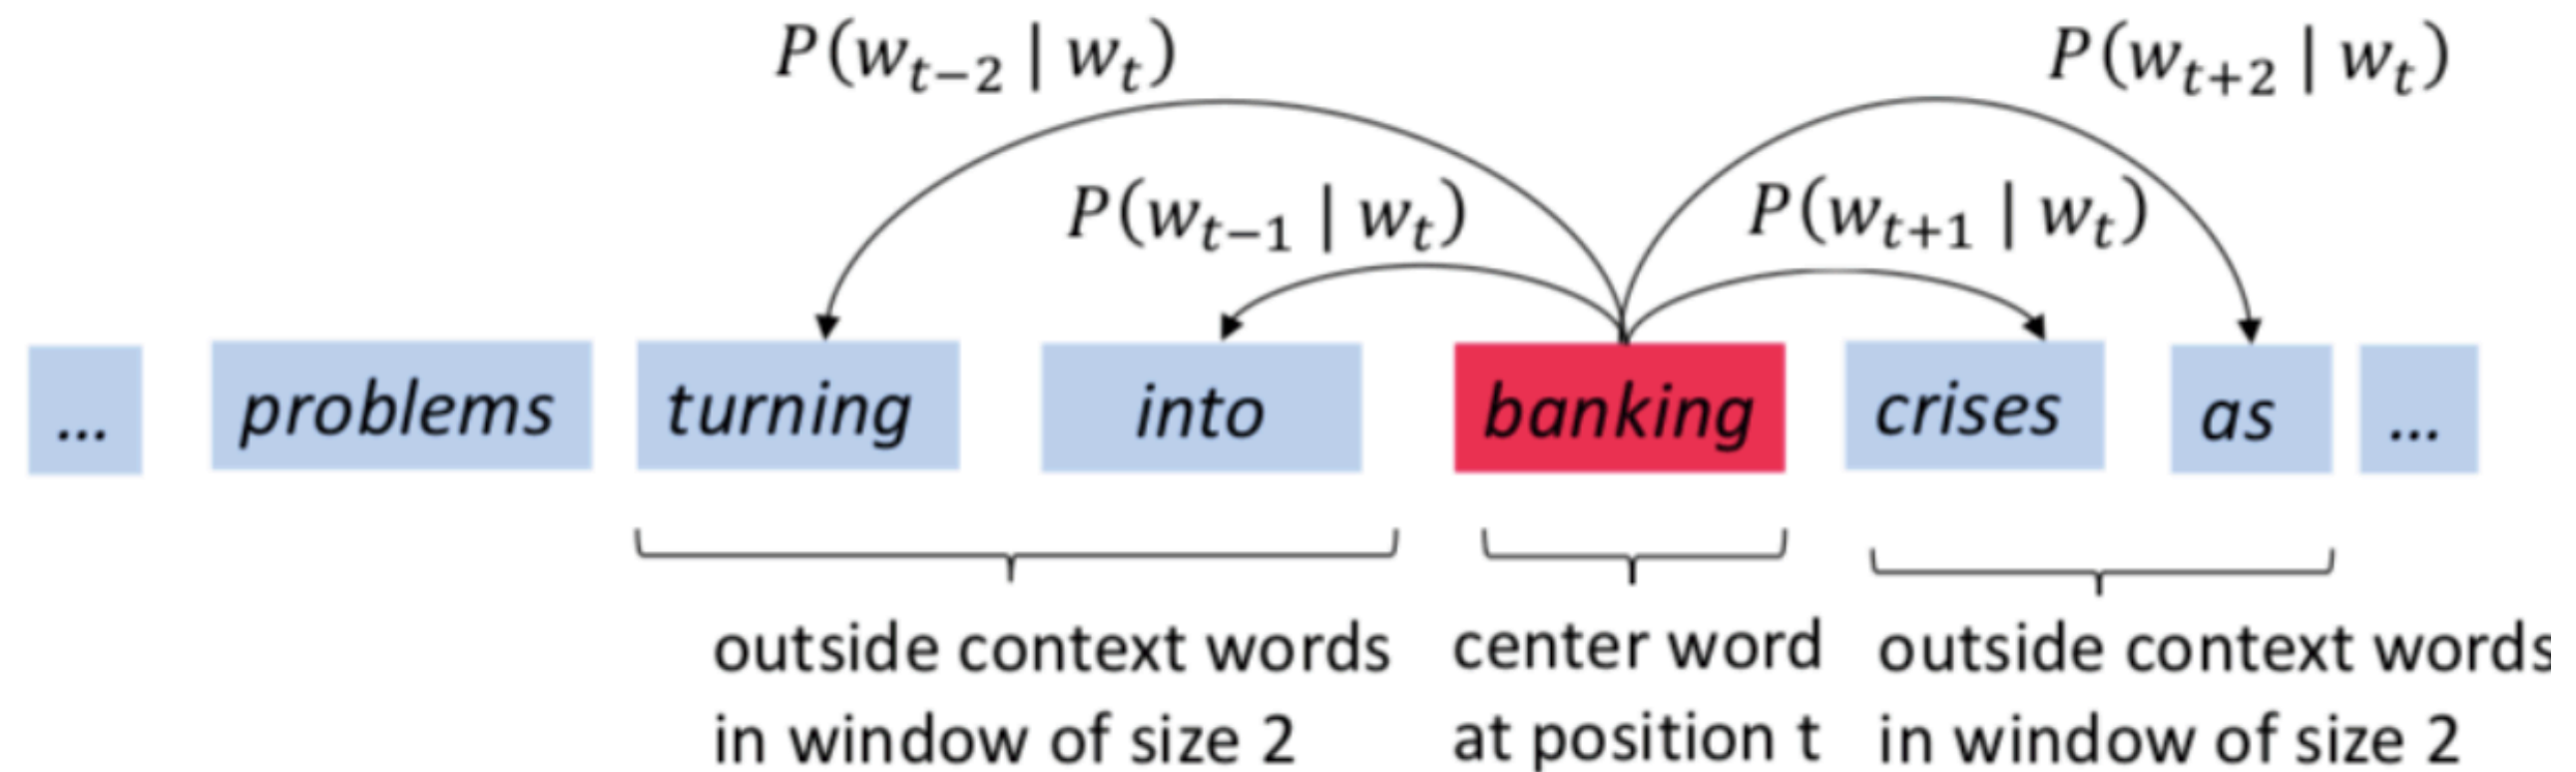 P(w_{t−2} | w_t)
P(w_{t+2} | w_t)
P(w_{t−1} | w_t)
P(w_{t+1} | w_t)
... problems turning into banking crises as ...
outside context words
in window of size 2
center word
at position t
outside context words
in window of size 2